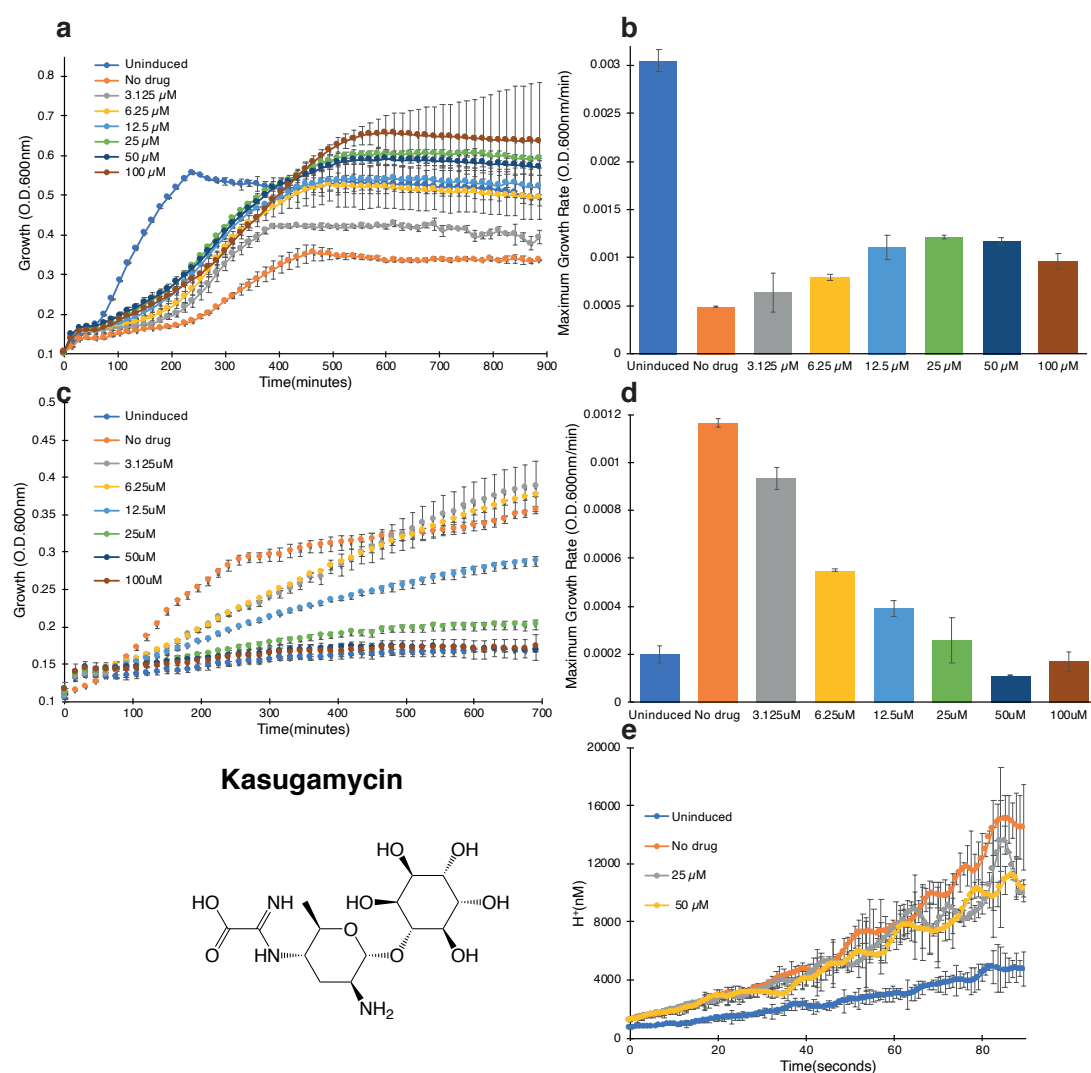 a
Uninduced
No drug
3.125 µM
6.25 µM
12.5 µM
25 µM
50 µM
100 µM
Growth (O.D.600nm)
0.8
0.7
0.6
0.5
0.4
0.3
0.2
0.1
0 100 200 300 400 500 600 700 800 900
Time(minutes)
b
Maximum Growth Rate (O.D.600nm/min)
0.003
0.0025
0.002
0.0015
0.001
0.0005
0
Uninduced No drug 3.125 µM 6.25 µM 12.5 µM 25 µM 50 µM 100 µM
c
Uninduced
No drug
3.125uM
6.25uM
12.5uM
25uM
50uM
100uM
Growth (O.D.600nm)
0.5
0.45
0.4
0.35
0.3
0.25
0.2
0.15
0.1
0 100 200 300 400 500 600 700
Time(minutes)
d
Maximum Growth Rate (O.D.600nm/min)
0.0012
0.001
0.0008
0.0006
0.0004
0.0002
0
Uninduced No drug 3.125uM 6.25uM 12.5uM 25uM 50uM 100uM
Kasugamycin
HO OH
HO NH HO OH
O HN O O OH
NH2
e
Uninduced
No drug
25 µM
50 µM
H+(nM)
20000
16000
12000
8000
4000
0
0 20 40 60 80
Time(seconds)